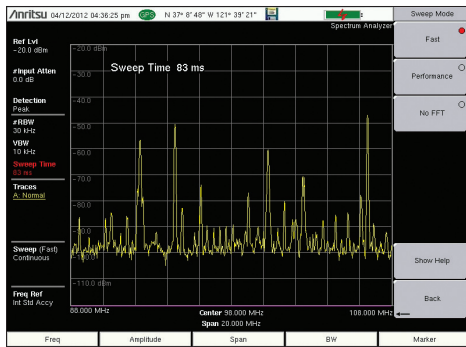 Anritsu 04/12/2012 04:36:25 pm GPS N 37° 8' 48" W 121° 39' 21"
Spectrum Analyzer
Sweep Mode
Ref Lvl
-20.0 dBm
#Input Atten
0.0 dB
Detection
Peak
#RBW
30 kHz
VBW
10 kHz
Sweep Time
83 ms
Traces
A: Normal
Sweep (Fast)
Continuous
Freq Ref
Int Std Accy
-20.0 dBm
Sweep Time 83 ms
-30.0
-40.0
-50.0
-60.0
-70.0
-80.0
-90.0
-100.0
-110.0 dBm
88.000 MHz
Center 98.000 MHz
108.000 MHz
Span 20.000 MHz
Fast
Performance
No FFT
Show Help
Back
Freq
Amplitude
Span
BW
Marker